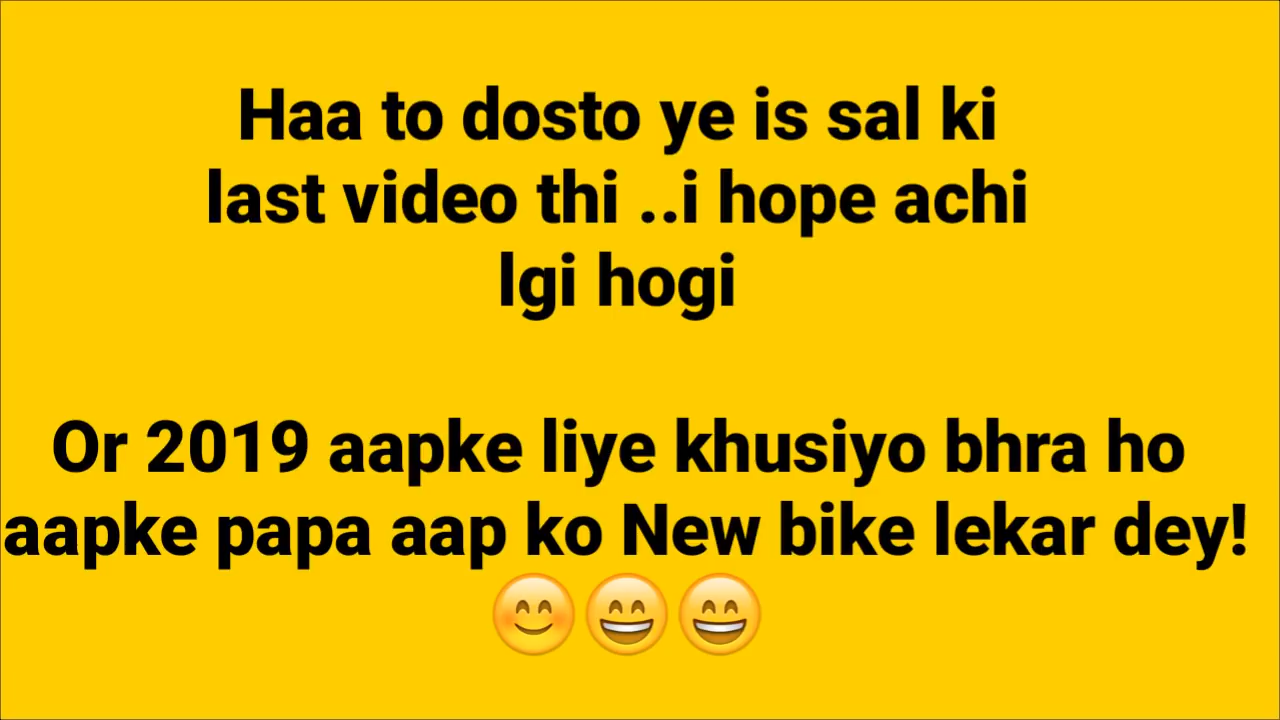 Haa to dosto ye is sal ki
last video thi ..i hope achi
lgi hogi
Or 2019 aapke liye khusiyo bhra ho
aapke papa aap ko New bike lekar dey!
😊😄😄